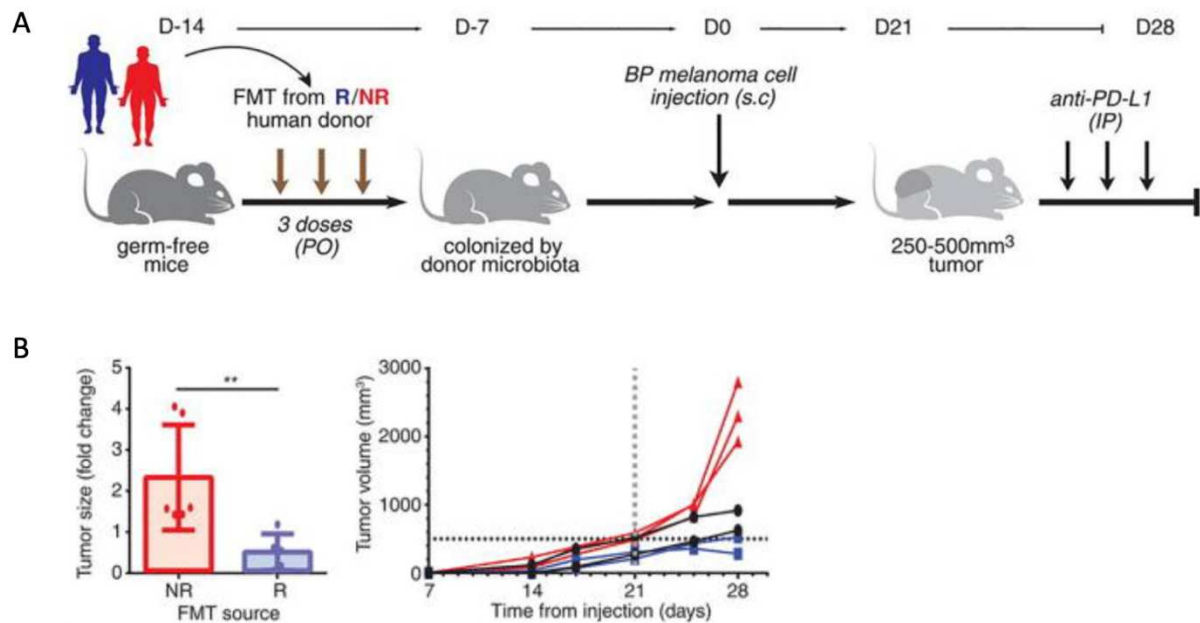 A
D-14 D-7 D0 D21 D28
FMT from R/NR
human donor
BP melanoma cell
injection (s.c)
anti-PD-L1
(IP)
3 doses
(PO)
germ-free
mice
colonized by
donor microbiota
250-500mm³
tumor
B
Tumor size (fold change)
5
4
3
2
1
0
**
NR R
FMT source
Tumor volume (mm³)
3000
2000
1000
0
7 14 21 28
Time from injection (days)